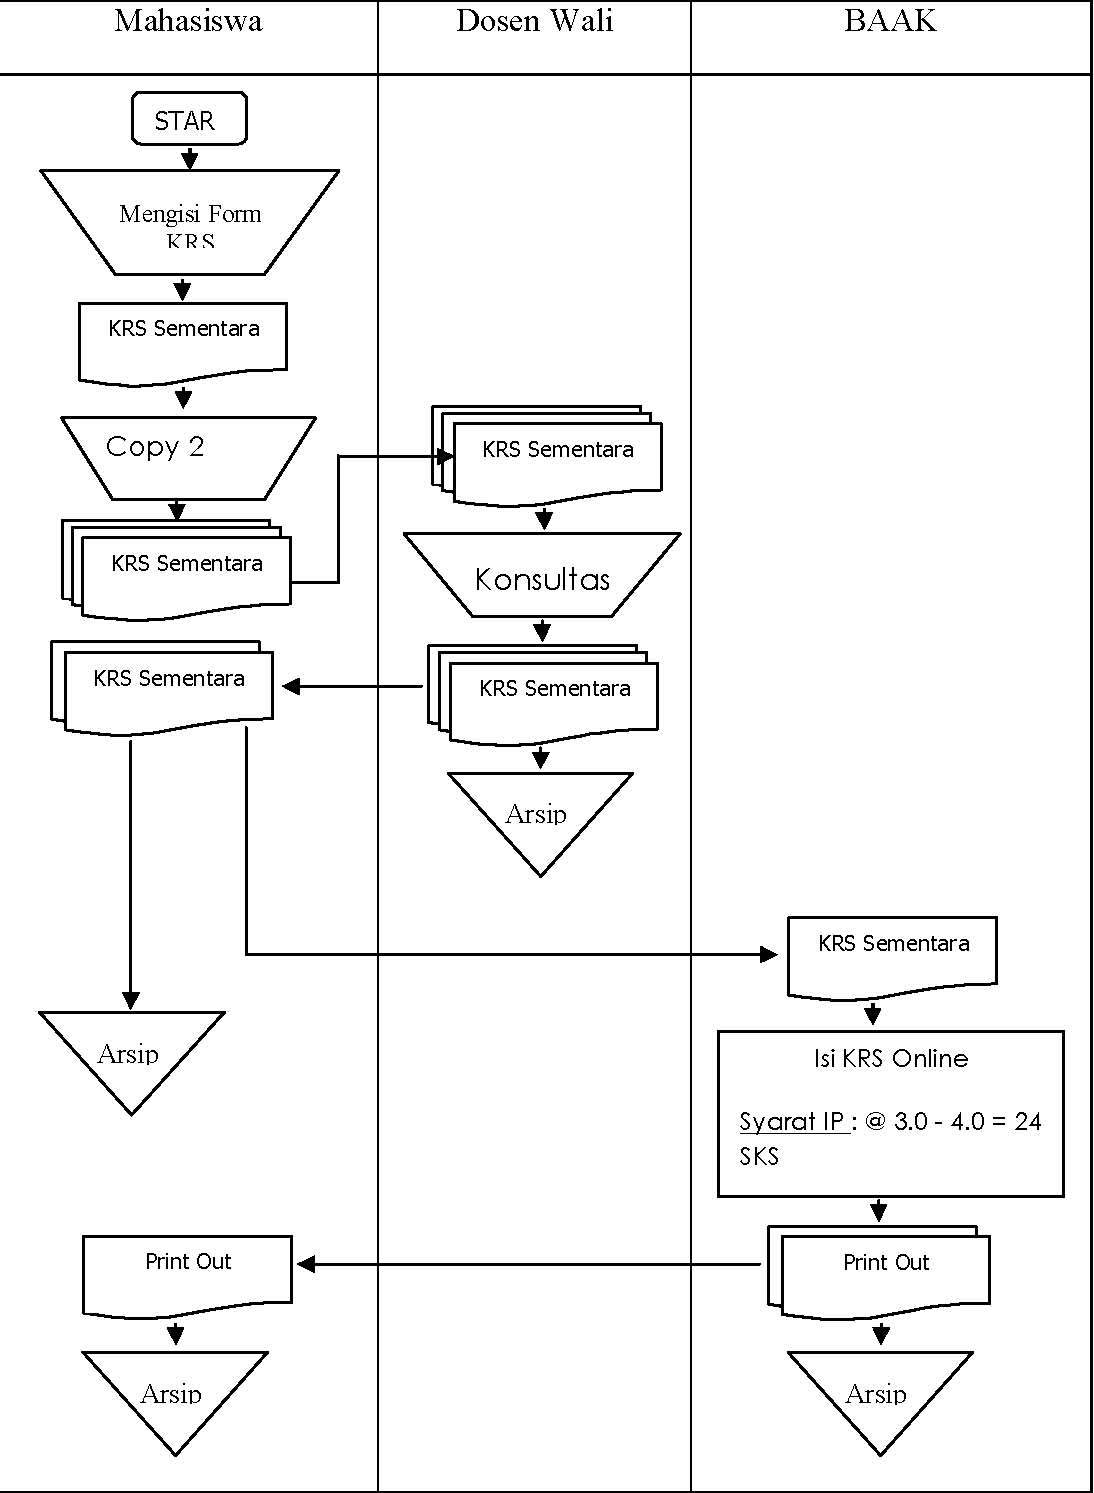 Mahasiswa
Dosen Wali
BAAK
STAR
Mengisi Form
KRS
KRS Sementara
Copy 2
KRS Sementara
KRS Sementara
Konsultas
KRS Sementara
KRS Sementara
Arsip
KRS Sementara
Arsip
Isi KRS Online
Syarat IP : @ 3.0 - 4.0 = 24
SKS
Print Out
Print Out
Arsip
Arsip